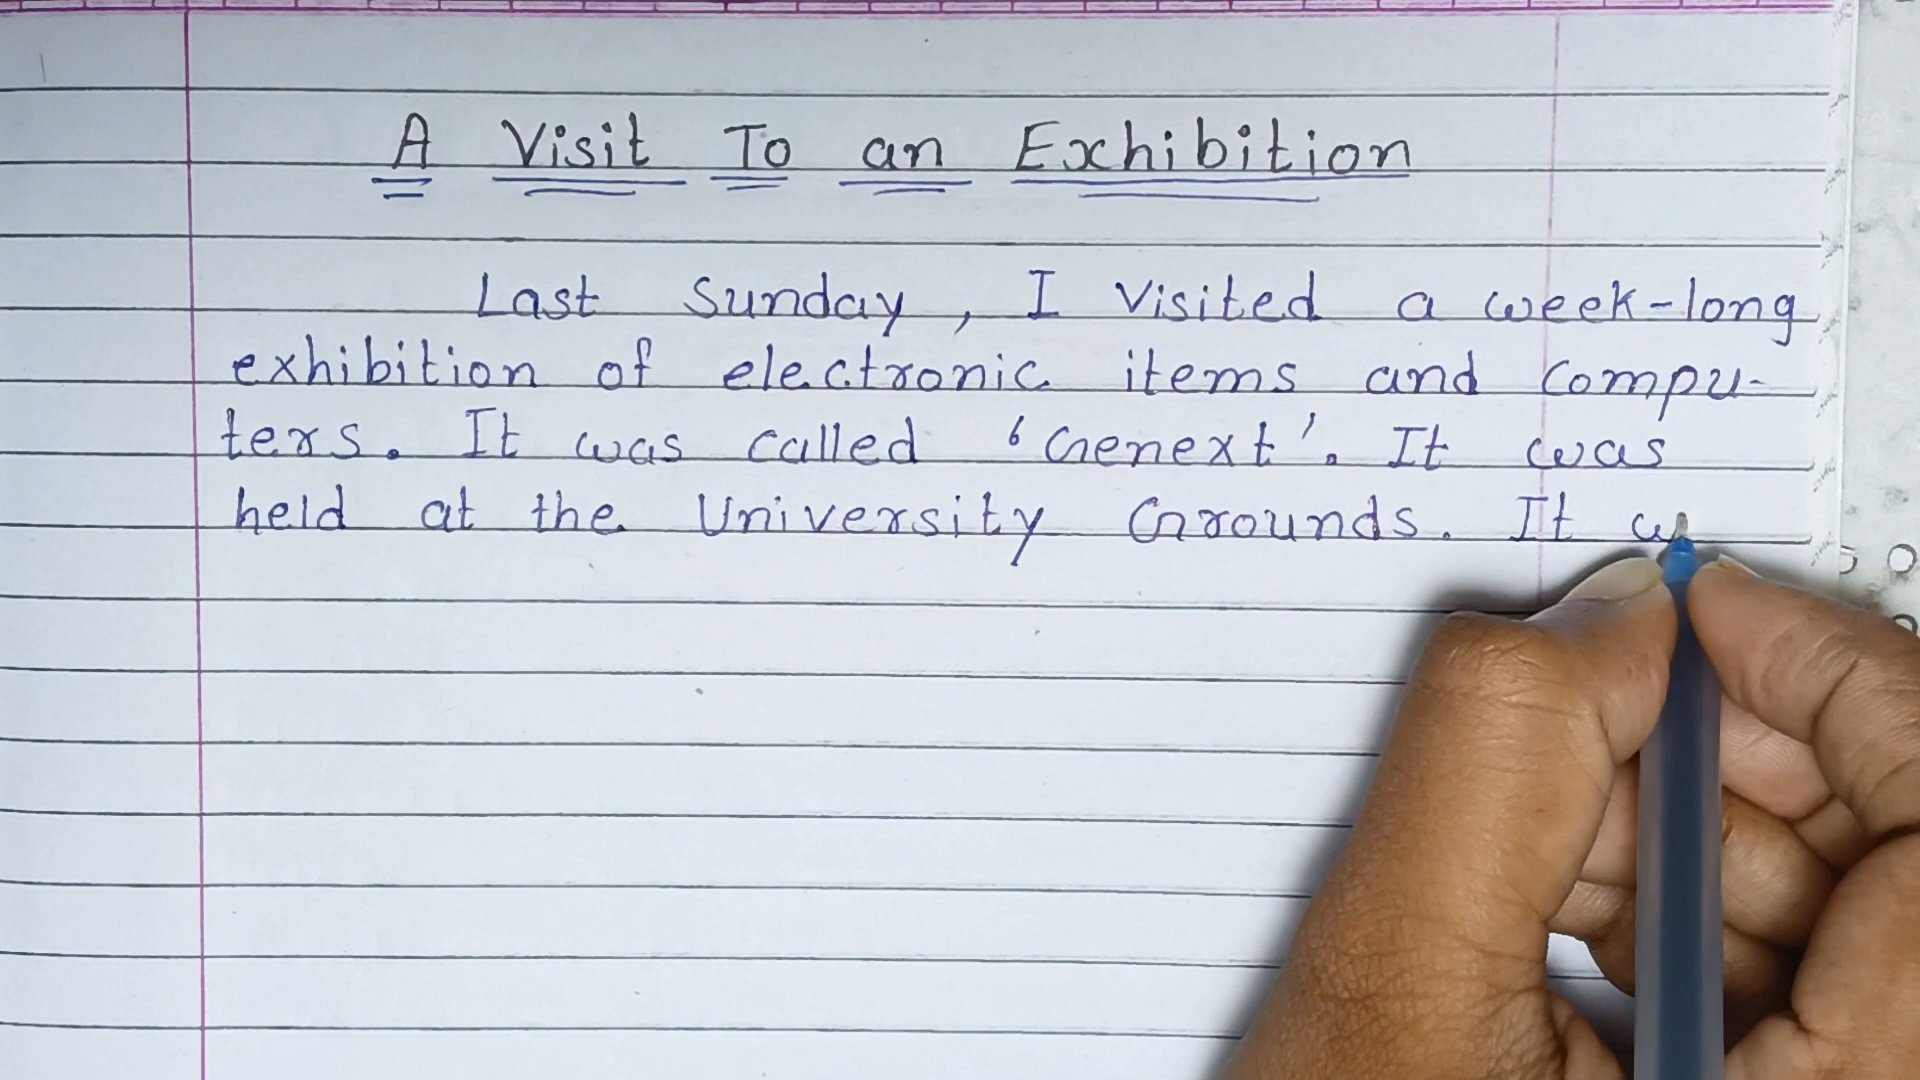 A Visit To an Exhibition
Last Sunday, I visited a week-long
exhibition of electronic items and compu-
ters. It was called 'Genext'. It was
held at the University Grounds. It w